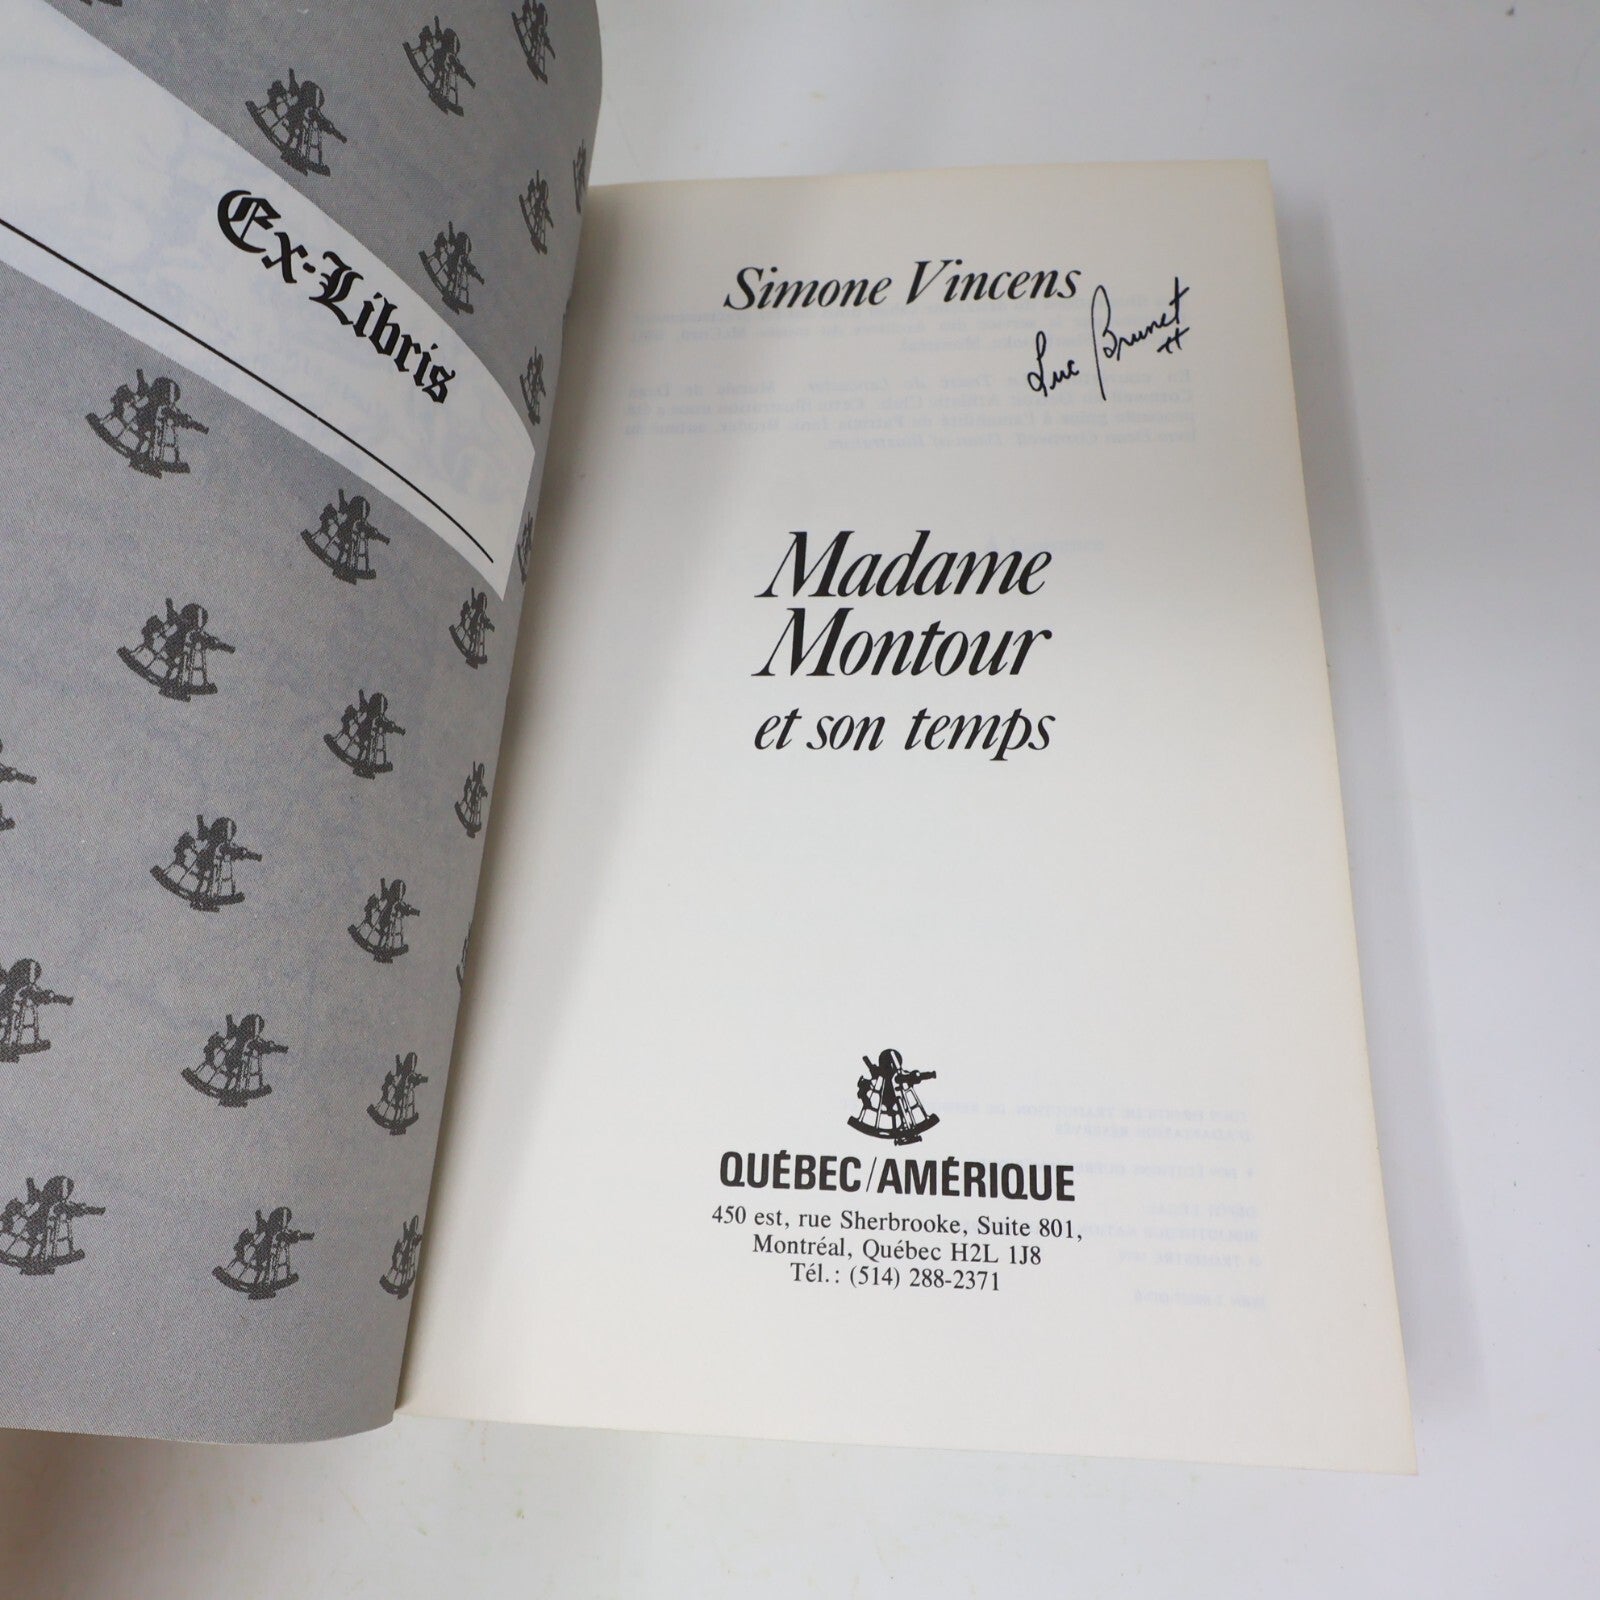 Ex-Libris
Simone Vincens
Luc Brunet
Madame
Montour
et son temps
QUÉBEC/AMÉRIQUE
450 est, rue Sherbrooke, Suite 801,
Montréal, Québec H2L 1J8
Tél.: (514) 288-2371